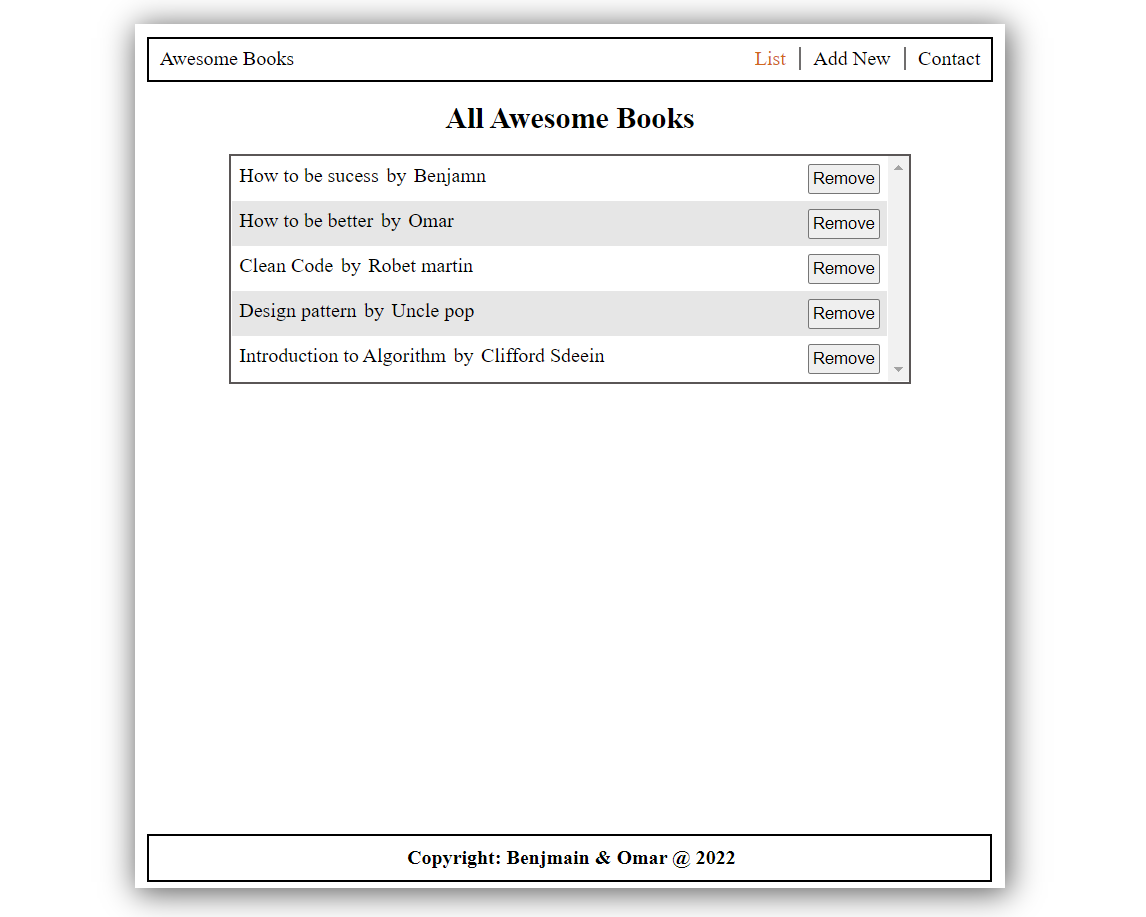 Awesome Books List Add New Contact
All Awesome Books
How to be sucess by Benjamn Remove
How to be better by Omar Remove
Clean Code by Robet martin Remove
Design pattern by Uncle pop Remove
Introduction to Algorithm by Clifford Sdeein Remove
Copyright: Benjmain & Omar @ 2022